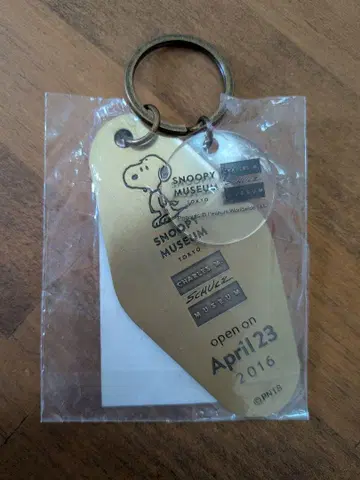 SNOOPY
MUSEUM
TOKYO
SNOOPY
MUSEUM
TOKYO
CHARLES M.
SCHULZ
MUSEUM
open on
April 23
2016
©PNTS